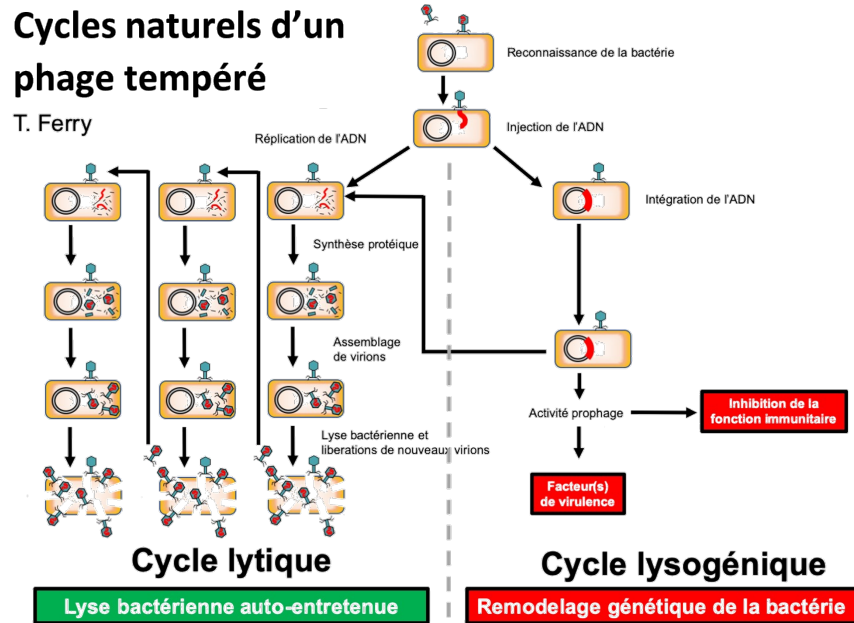 Cycles naturels d'un
phage tempéré
T. Ferry
Reconnaissance de la bactérie
Injection de l'ADN
Réplication de l'ADN
Intégration de l'ADN
Synthèse protéique
Assemblage
de virions
Activité prophage
Inhibition de la
fonction immunitaire
Lyse bactérienne et
liberations de nouveaux virions
Facteur(s)
de virulence
Cycle lytique
Cycle lysogénique
Lyse bactérienne auto-entretenue
Remodelage génétique de la bactérie